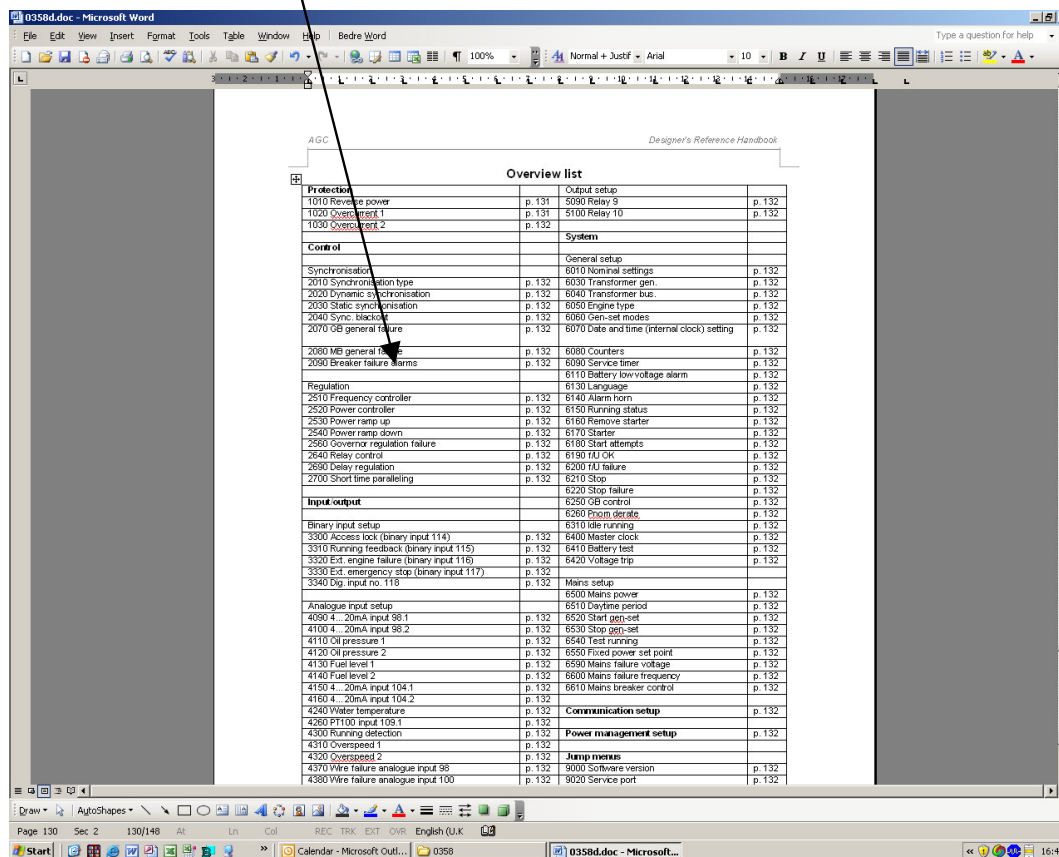 0358d.doc - Microsoft Word
File Edit View Insert Format Tools Table Window Help Bedre Word Type a question for help
100% Normal + Justif Arial 10 B I U
AGC Designer's Reference Handbook
Overview list
Protection Output setup
1010 Reverse power p. 131 5090 Relay 9 p. 132
1020 Overcurrent 1 p. 131 5100 Relay 10 p. 132
1030 Overcurrent 2 p. 132
System
Control
General setup
Synchronisation 6010 Nominal settings p. 132
2010 Synchronisation type p. 132 6030 Transformer gen. p. 132
2020 Dynamic synchronisation p. 132 6040 Transformer bus. p. 132
2030 Static synchronisation p. 132 6050 Engine type p. 132
2040 Sync. blackout p. 132 6060 Gen-set modes p. 132
2070 GB general failure p. 132 6070 Date and time (internal clock) setting p. 132
2080 MB general failure p. 132 6080 Counters p. 132
2090 Breaker failure alarms p. 132 6090 Service timer p. 132
6110 Battery low voltage alarm p. 132
Regulation 6130 Language p. 132
2510 Frequency controller p. 132 6140 Alarm horn p. 132
2520 Power controller p. 132 6150 Running status p. 132
2530 Power ramp up p. 132 6160 Remove starter p. 132
2540 Power ramp down p. 132 6170 Starter p. 132
2560 Governor regulation failure p. 132 6180 Start attempts p. 132
2640 Relay control p. 132 6190 f/U OK p. 132
2690 Delay regulation p. 132 6200 f/U failure p. 132
2700 Short time paralleling p. 132 6210 Stop p. 132
6220 Stop failure p. 132
Input/output 6250 GB control p. 132
6260 Pnom derate p. 132
Binary input setup 6310 Idle running p. 132
3300 Access lock (binary input 114) p. 132 6400 Master clock p. 132
3310 Running feedback (binary input 115) p. 132 6410 Battery test p. 132
3320 Ext. engine failure (binary input 116) p. 132 6420 Voltage trip p. 132
3330 Ext. emergency stop (binary input 117) p. 132
3340 Dig. input no. 118 p. 132 Mains setup
6500 Mains power p. 132
Analogue input setup 6510 Daytime period p. 132
4090 4...20mA input 98.1 p. 132 6520 Start gen-set p. 132
4100 4...20mA input 98.2 p. 132 6530 Stop gen-set p. 132
4110 Oil pressure 1 p. 132 6540 Test running p. 132
4120 Oil pressure 2 p. 132 6550 Fixed power set point p. 132
4130 Fuel level 1 p. 132 6590 Mains failure voltage p. 132
4140 Fuel level 2 p. 132 6600 Mains failure frequency p. 132
4150 4...20mA input 104.1 p. 132 6610 Mains breaker control p. 132
4160 4...20mA input 104.2 p. 132
4240 Water temperature p. 132 Communication setup p. 132
4260 PT100 input 109.1 p. 132
4300 Running detection p. 132 Power management setup p. 132
4310 Overspeed 1 p. 132
4320 Overspeed 2 p. 132 Jump menus
4370 Wire failure analogue input 98 p. 132 9000 Software version p. 132
4380 Wire failure analogue input 100 p. 132 9020 Service port p. 132
Draw AutoShapes
Page 130 Sec 2 130/148 At Ln Col REC TRK EXT OVR English (U.K
Start Calendar - Microsoft Outl... 0358 0358d.doc - Microsoft... 16:4